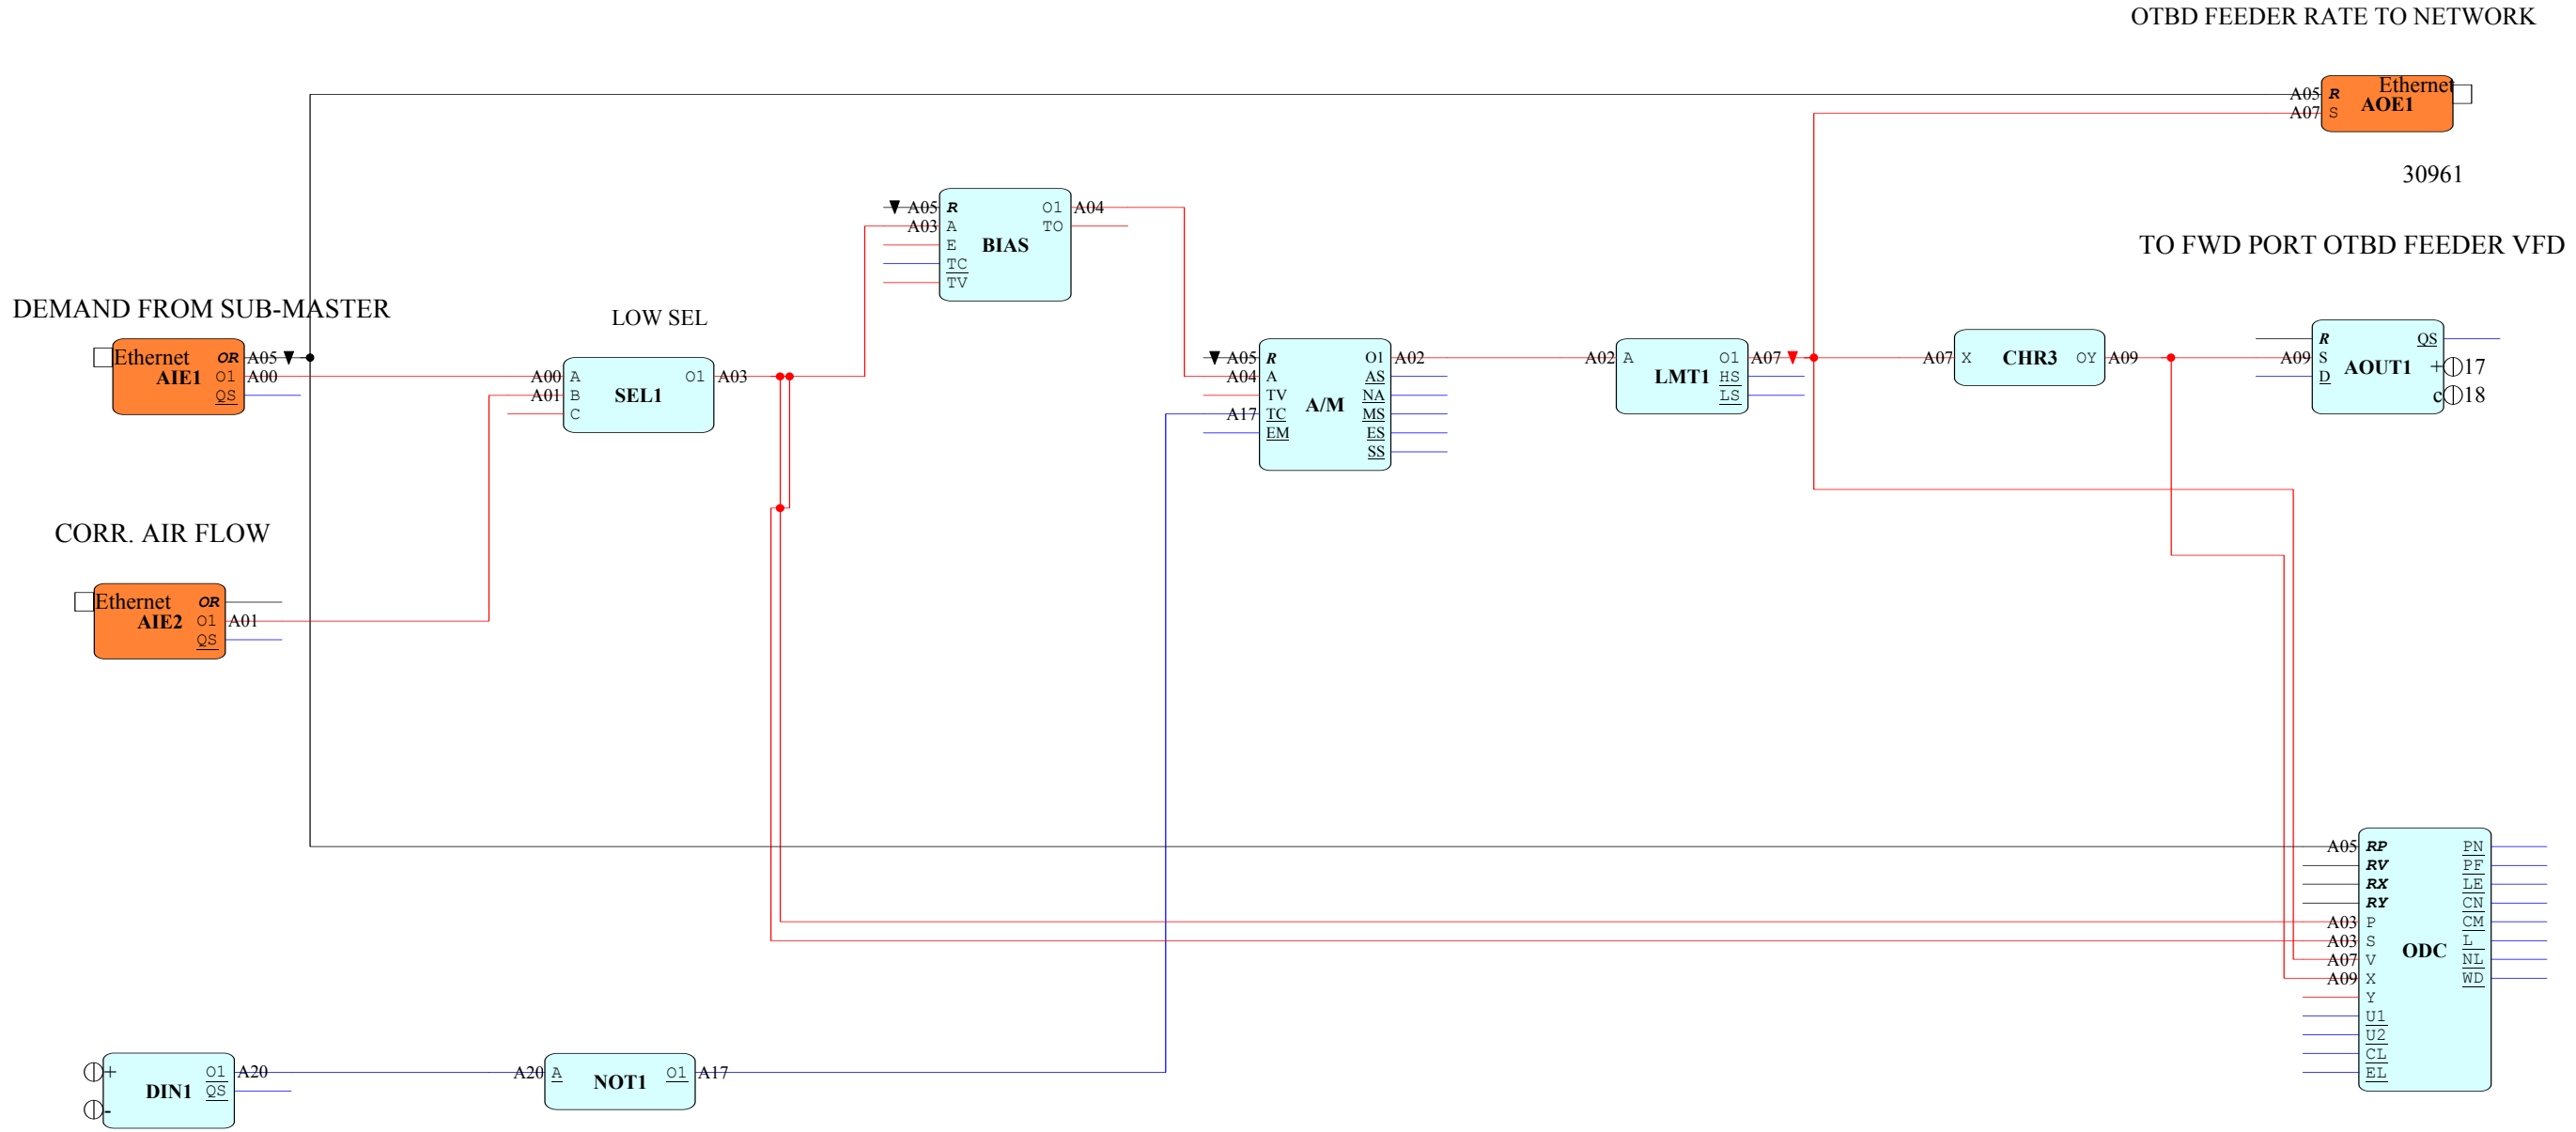 OTBD FEEDER RATE TO NETWORK
Ethernet
A05 R AOE1
A07 S
30961
TO FWD PORT OTBD FEEDER VFD
A05 R O1 A04
A03 A TO
E BIAS
TC
TV
DEMAND FROM SUB-MASTER
LOW SEL
Ethernet OR A05
AIE1 O1 A00
QS
A00 A O1 A03
A01 B SEL1
C
A05 R O1 A02
A04 A AS
TV A/M NA
A17 TC MS
EM ES
SS
A02 A O1 A07
LMT1 HS
LS
A07 X CHR3 OY A09
R QS
A09 S AOUT1 + 17
D c 18
CORR. AIR FLOW
Ethernet OR
AIE2 O1 A01
QS
A05 RP PN
RV PF
RX LE
RY CN
A03 P CM
A03 S ODC L
A07 V NL
A09 X WD
Y
U1
U2
CL
EL
+ O1 A20
DIN1 QS
-
A20 A NOT1 O1 A17